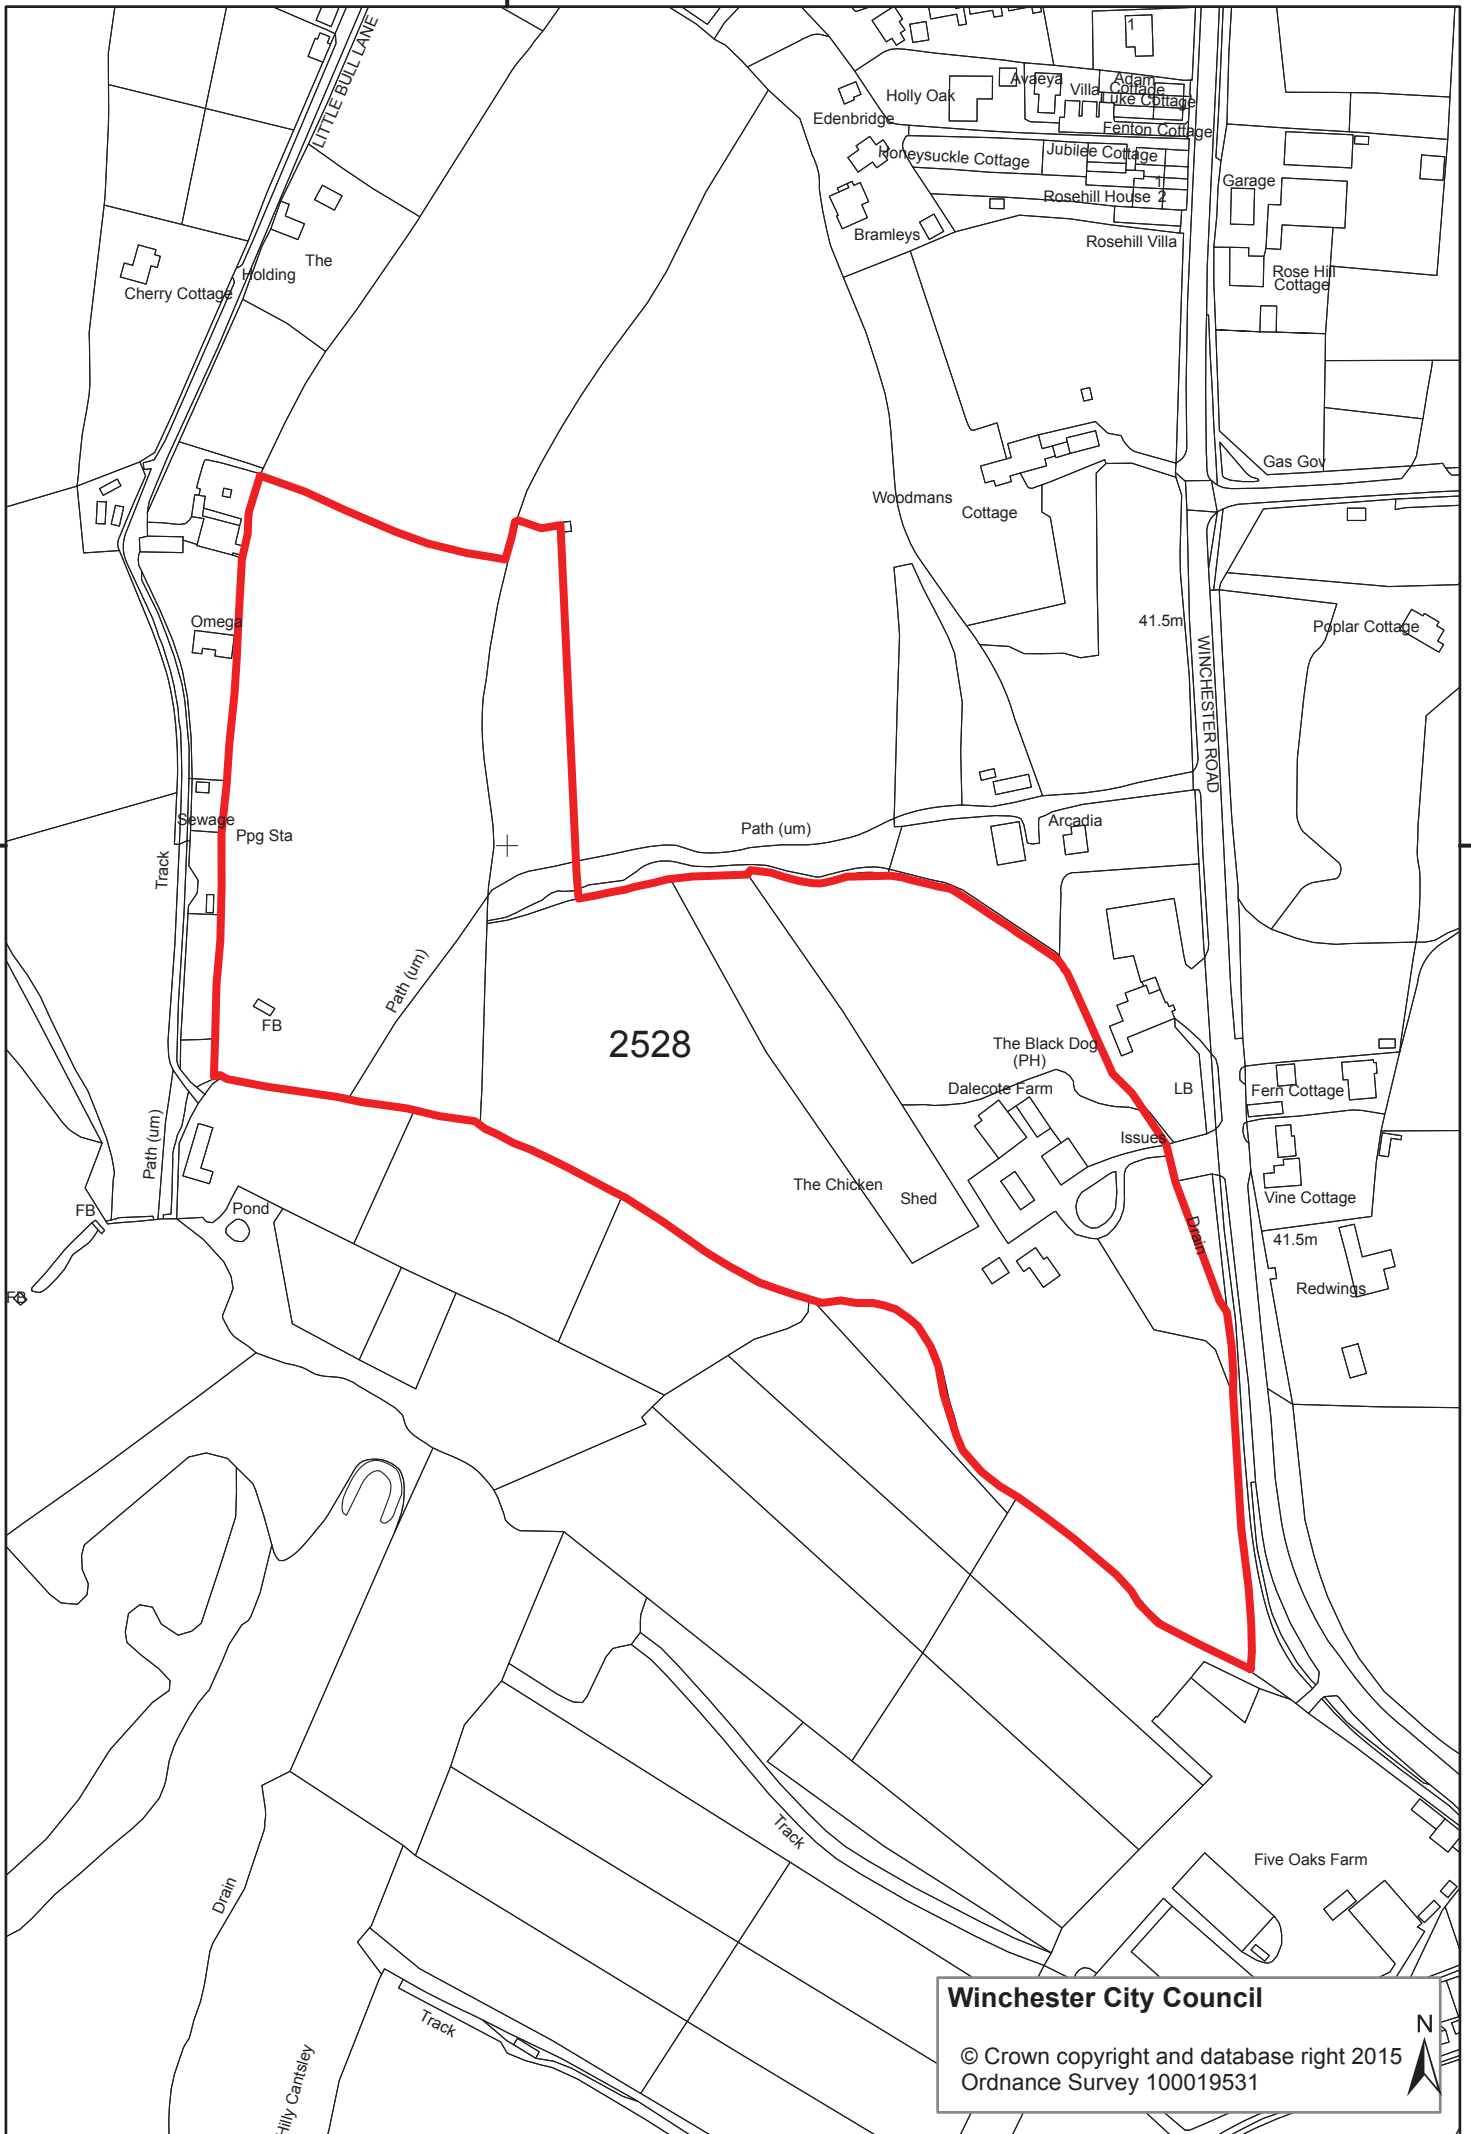 LITTLE BULL LANE
1
Avaeya
Adam
Cottage
Villa
Luke Cottage
Holly Oak
Edenbridge
Fenton Cottage
Honeysuckle Cottage
Jubilee Cottage
1
2
Rosehill House
Garage
Bramleys
Rosehill Villa
The
Holding
Cherry Cottage
Rose Hill
Cottage
Gas Gov
Woodmans
Cottage
41.5m
Omega
Poplar Cottage
WINCHESTER ROAD
Sewage
Ppg Sta
Path (um)
Arcadia
Track
Path (um)
FB
2528
The Black Dog
(PH)
Dalecote Farm
LB
Fern Cottage
Issues
Path (um)
The Chicken
Shed
Vine Cottage
FB
Pond
Drain
41.5m
Redwings
FB
Track
Five Oaks Farm
Drain
Track
Hilly Cantsley
Winchester City Council
N
© Crown copyright and database right 2015
Ordnance Survey 100019531